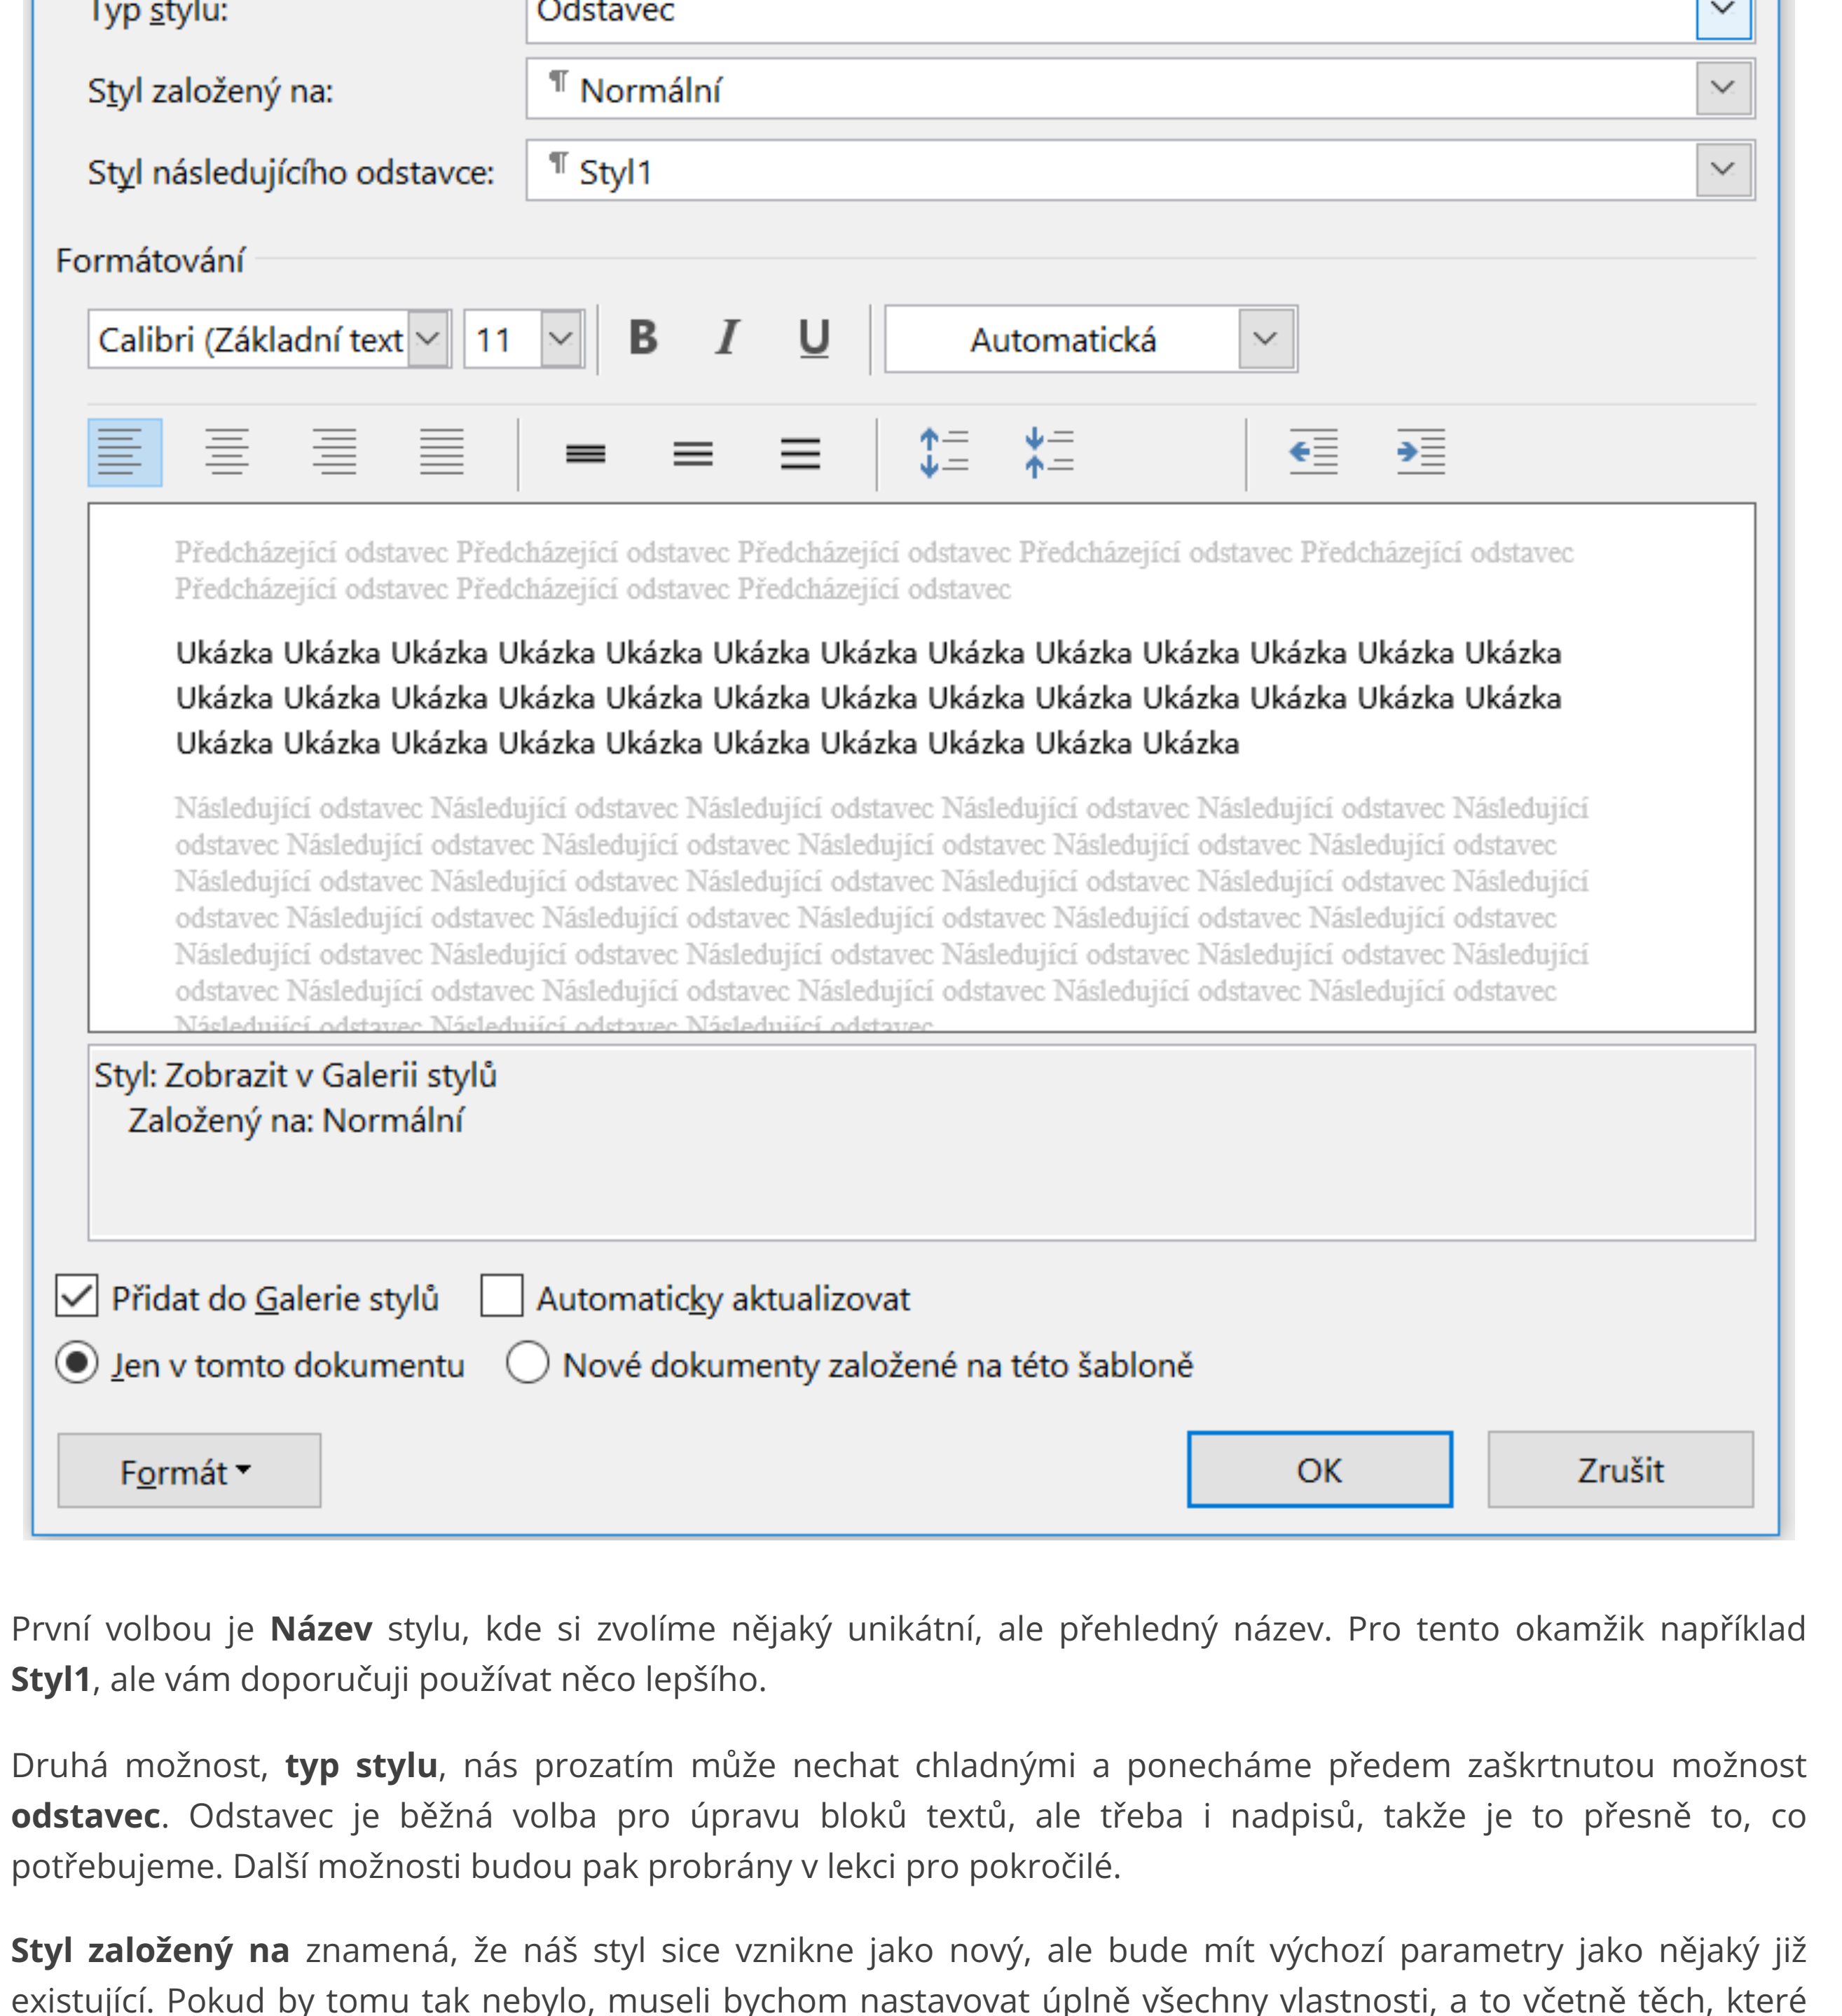 Typ stylu: Odstavec
Styl založený na: ¶ Normální
Styl následujícího odstavce: ¶ Styl1
Formátování
Calibri (Základní text 11 B I U Automatická
Předcházející odstavec Předcházející odstavec Předcházející odstavec Předcházející odstavec Předcházející odstavec
Předcházející odstavec Předcházející odstavec Předcházející odstavec
Ukázka Ukázka Ukázka Ukázka Ukázka Ukázka Ukázka Ukázka Ukázka Ukázka Ukázka Ukázka Ukázka
Ukázka Ukázka Ukázka Ukázka Ukázka Ukázka Ukázka Ukázka Ukázka Ukázka Ukázka Ukázka Ukázka
Ukázka Ukázka Ukázka Ukázka Ukázka Ukázka Ukázka Ukázka Ukázka Ukázka
Následující odstavec Následující odstavec Následující odstavec Následující odstavec Následující odstavec Následující
odstavec Následující odstavec Následující odstavec Následující odstavec Následující odstavec Následující odstavec
Následující odstavec Následující odstavec Následující odstavec Následující odstavec Následující odstavec Následující
odstavec Následující odstavec Následující odstavec Následující odstavec Následující odstavec Následující odstavec
Následující odstavec Následující odstavec Následující odstavec Následující odstavec Následující odstavec Následující
odstavec Následující odstavec Následující odstavec Následující odstavec Následující odstavec Následující odstavec
Následující odstavec Následující odstavec Následující odstavec
Styl: Zobrazit v Galerii stylů
Založený na: Normální
Přidat do Galerie stylů Automaticky aktualizovat
Jen v tomto dokumentu Nové dokumenty založené na této šabloně
Formát OK Zrušit
První volbou je Název stylu, kde si zvolíme nějaký unikátní, ale přehledný název. Pro tento okamžik například
Styl1, ale vám doporučuji používat něco lepšího.
Druhá možnost, typ stylu, nás prozatím může nechat chladnými a ponecháme předem zaškrtnutou možnost
odstavec. Odstavec je běžná volba pro úpravu bloků textů, ale třeba i nadpisů, takže je to přesně to, co
potřebujeme. Další možnosti budou pak probrány v lekci pro pokročilé.
Styl založený na znamená, že náš styl sice vznikne jako nový, ale bude mít výchozí parametry jako nějaký již
existující. Pokud by tomu tak nebylo, museli bychom nastavovat úplně všechny vlastnosti, a to včetně těch, které